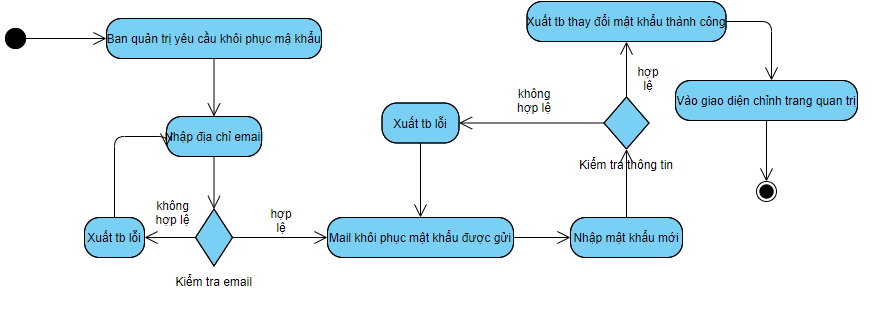 Xuất tb thay đổi mật khẩu thành công
Ban quản trị yêu cầu khôi phục mậ khẩu
hợp
lệ
không
hợp lệ
Vào giao diện chỉnh trang quan trị
Xuất tb lỗi
Nhập địa chỉ email
Kiểm tra thông tin
không
hợp lệ
hợp
lệ
Xuất tb lỗi
Mail khôi phục mật khẩu được gửi
Nhập mật khẩu mới
Kiểm tra email